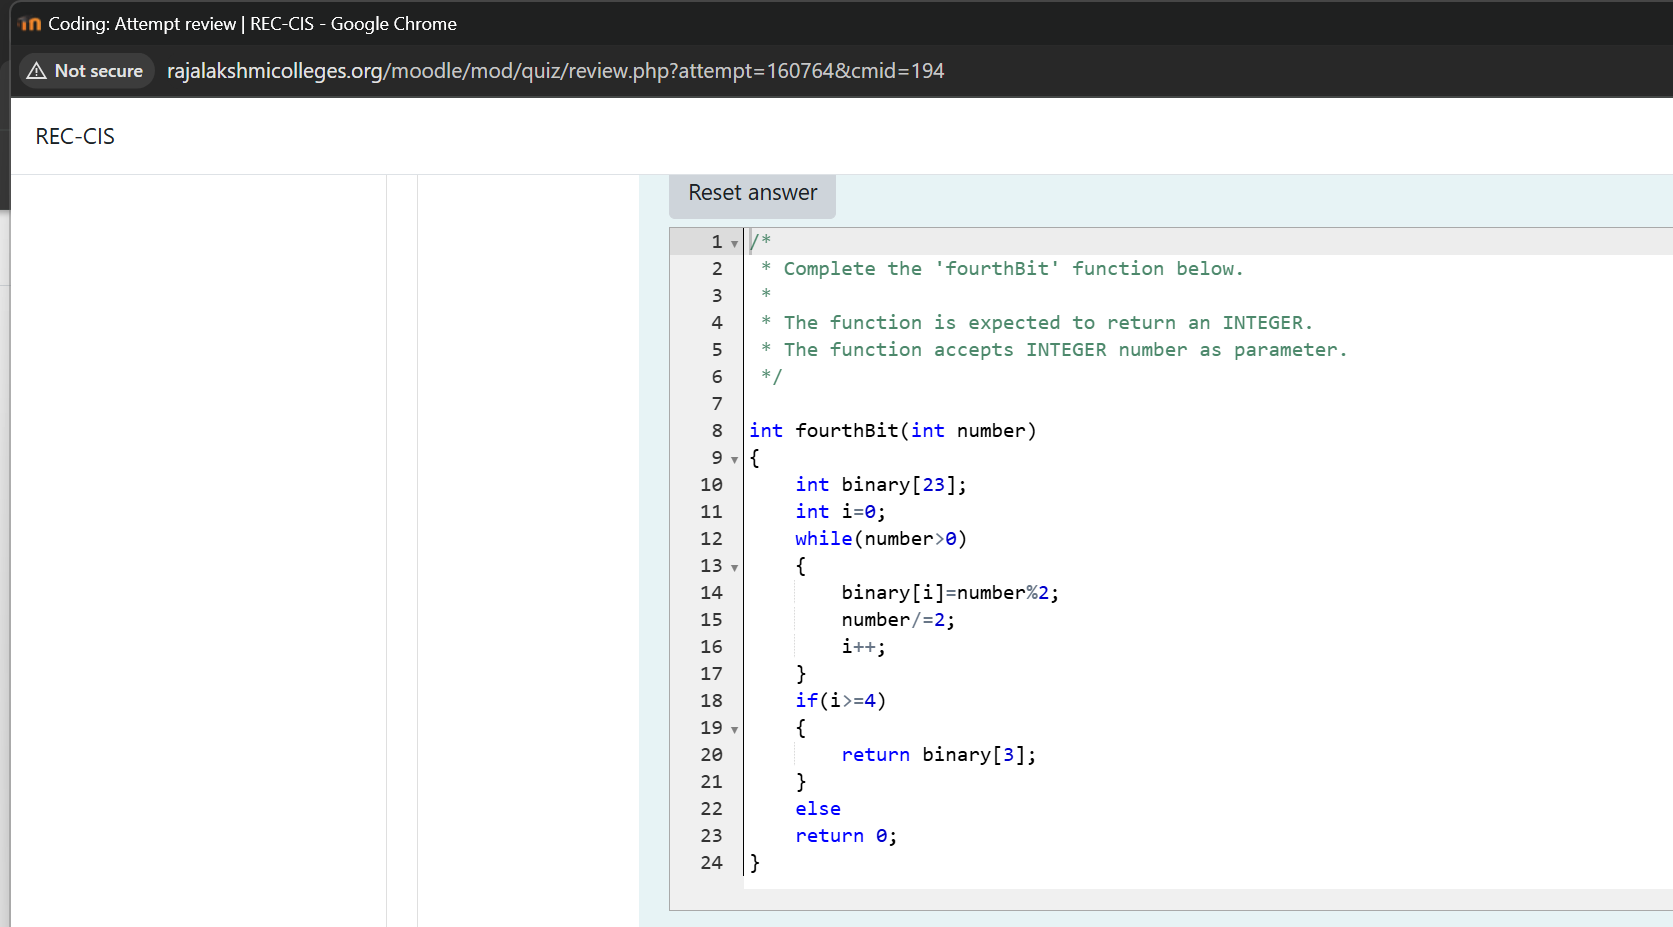 Coding: Attempt review | REC-CIS - Google Chrome
Not secure rajalakshmicolleges.org/moodle/mod/quiz/review.php?attempt=160764&cmid=194
REC-CIS
Reset answer
1 /*
2  * Complete the 'fourthBit' function below.
3  *
4  * The function is expected to return an INTEGER.
5  * The function accepts INTEGER number as parameter.
6  */
7
8 int fourthBit(int number)
9 {
10     int binary[23];
11     int i=0;
12     while(number>0)
13     {
14         binary[i]=number%2;
15         number/=2;
16         i++;
17     }
18     if(i>=4)
19     {
20         return binary[3];
21     }
22     else
23     return 0;
24 }